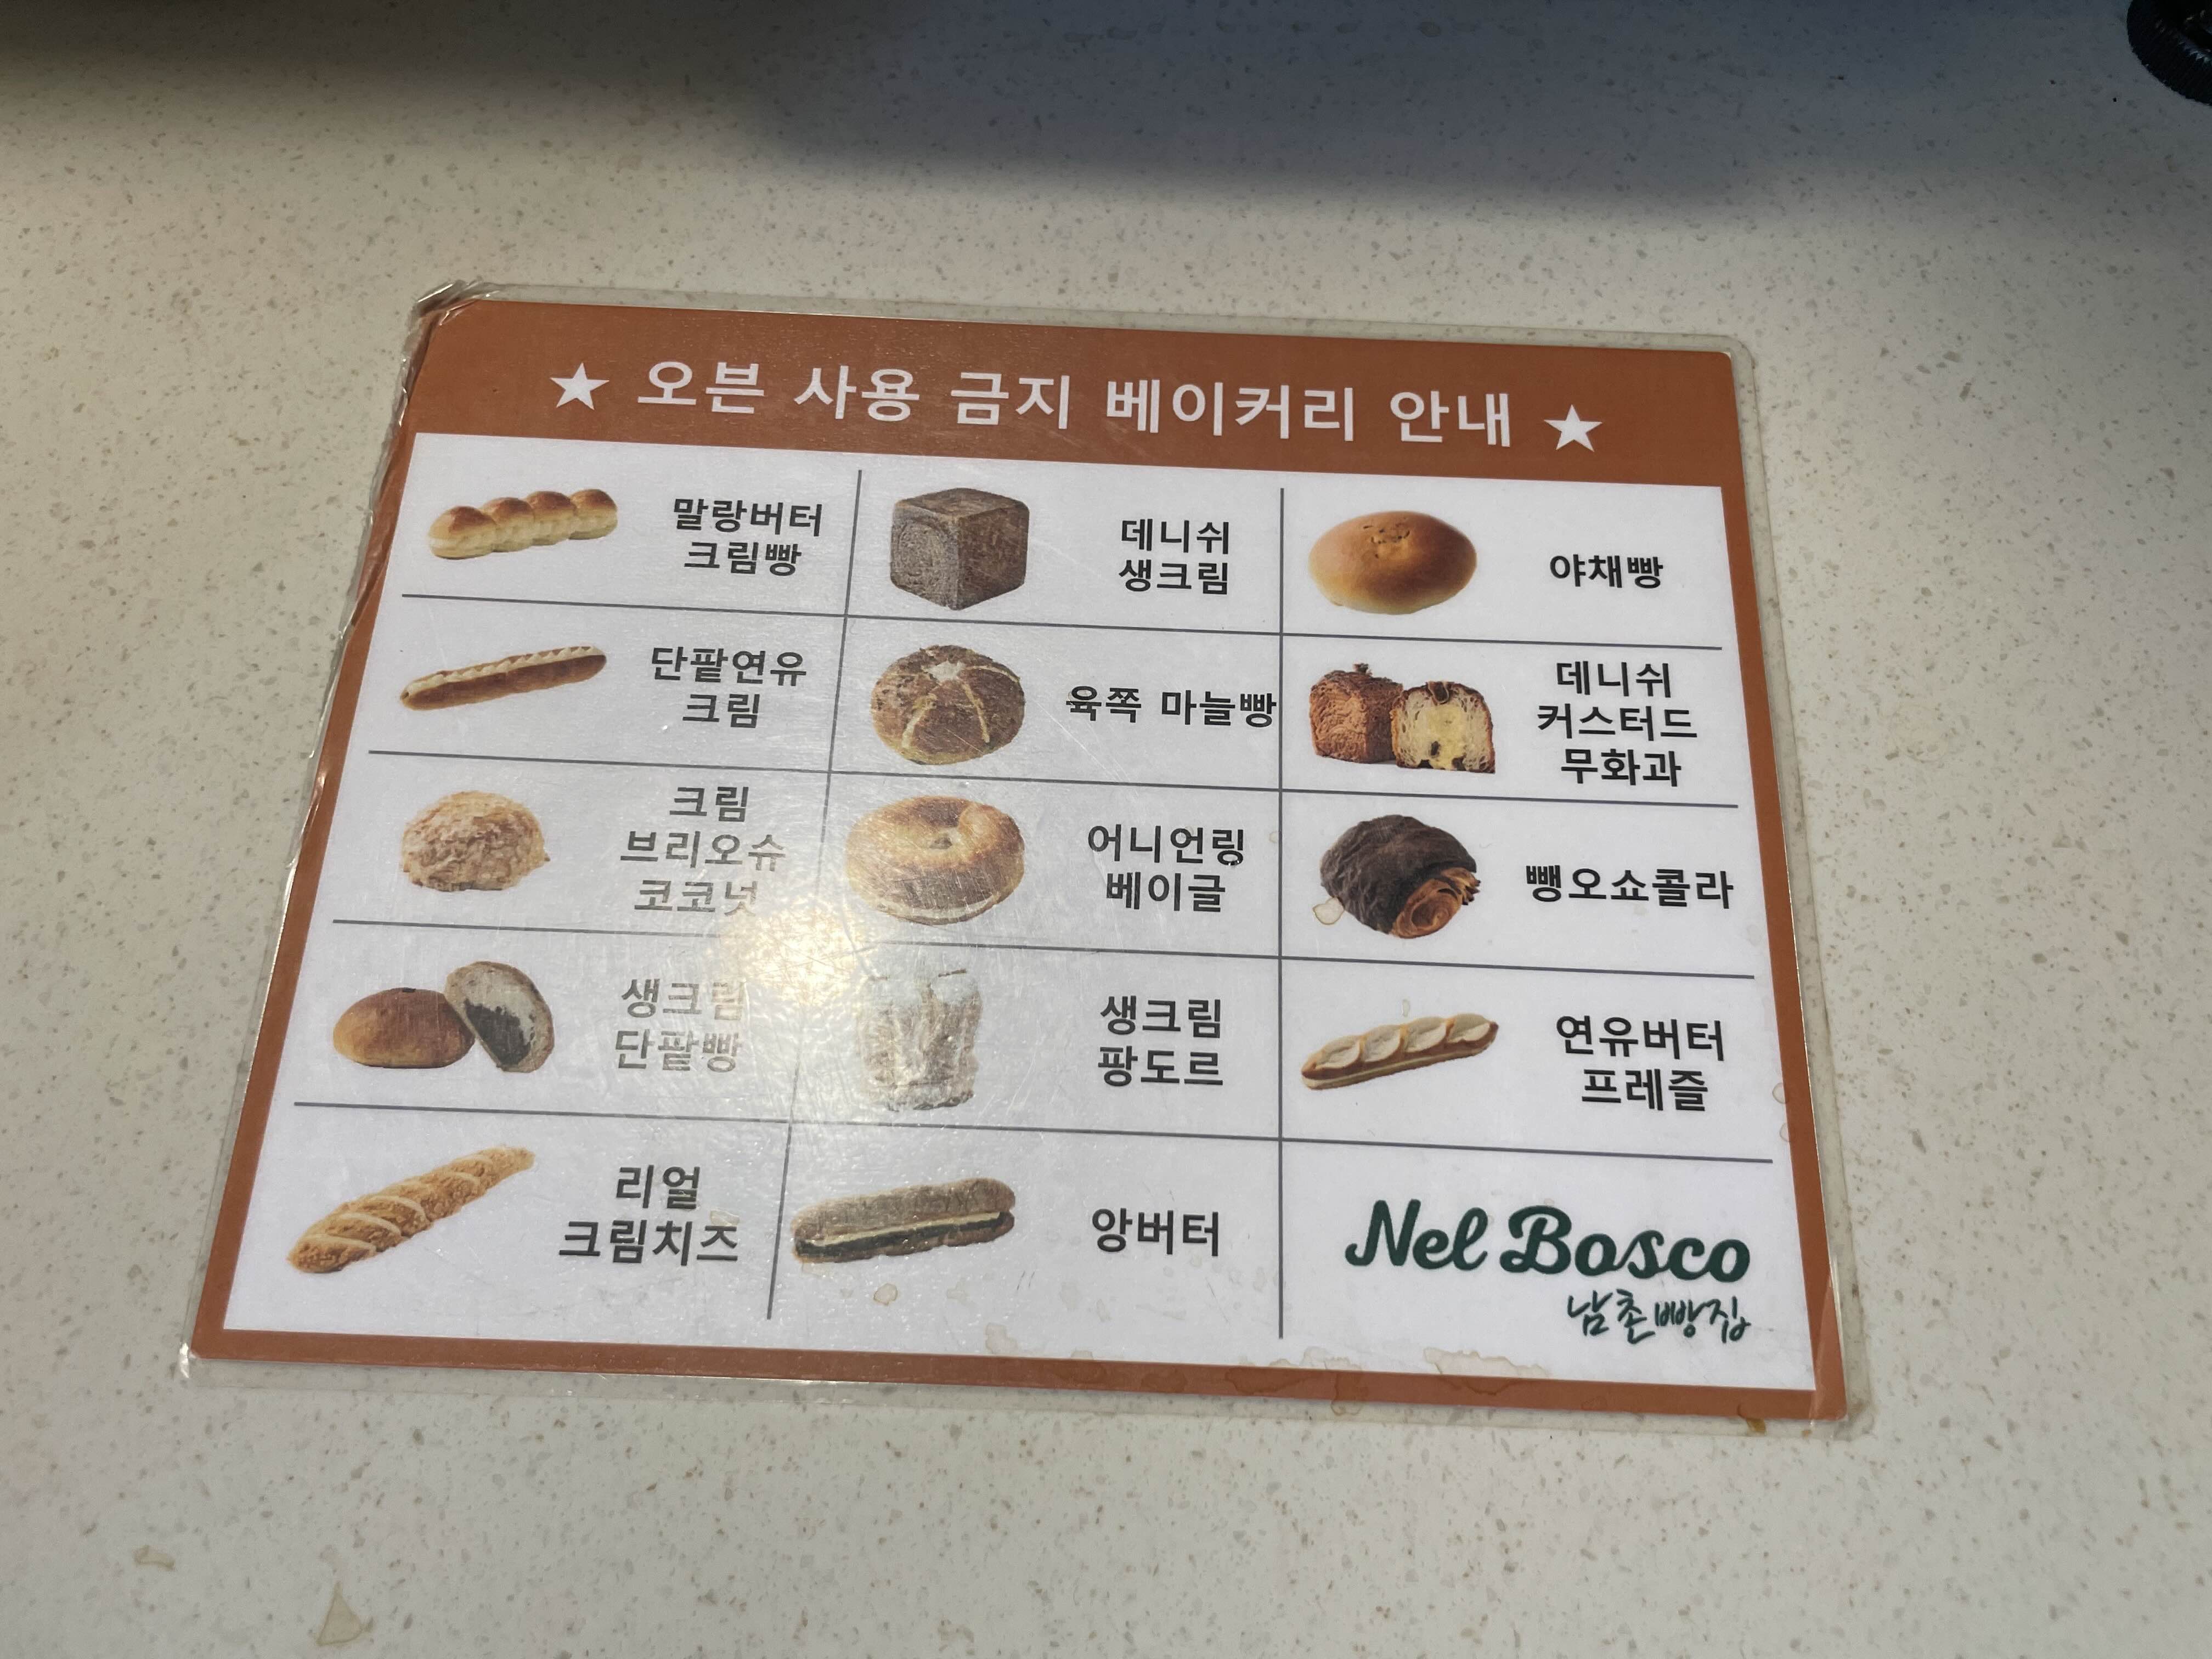 ★ 오븐 사용 금지 베이커리 안내 ★
말랑버터
크림빵
데니쉬
생크림
야채빵
단팥연유
크림
육쪽 마늘빵
데니쉬
커스터드
무화과
크림
브리오슈
코코넛
어니언링
베이글
뺑오쇼콜라
생크림
단팥빵
생크림
팡도르
연유버터
프레즐
리얼
크림치즈
앙버터
Nel Bosco
남촌빵집